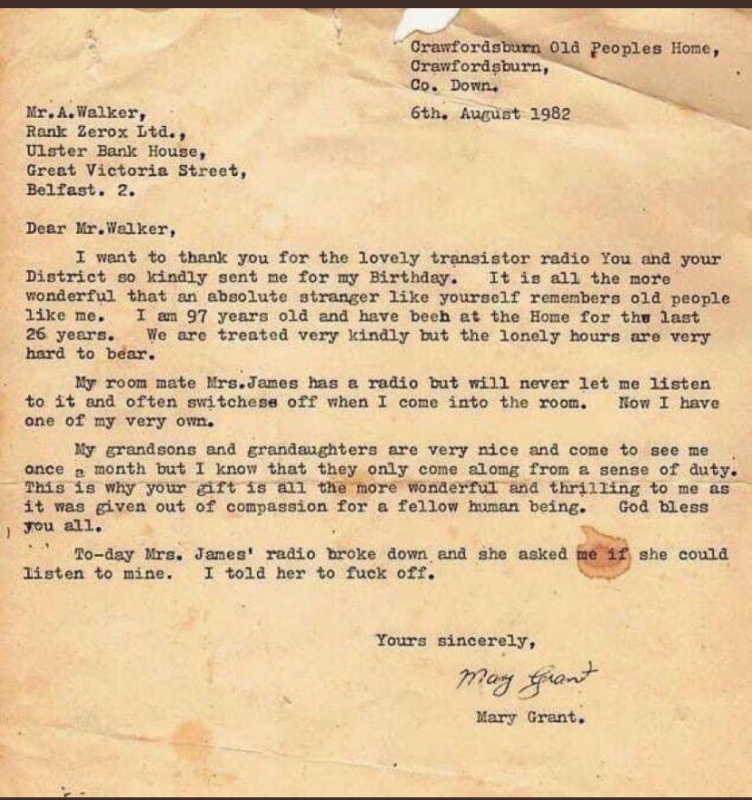 Crawfordsburn Old Peoples Home,
Crawfordsburn,
Co. Down.
6th. August 1982
Mr.A.Walker,
Rank Zerox Ltd.,
Ulster Bank House,
Great Victoria Street,
Belfast. 2.
Dear Mr.Walker,
I want to thank you for the lovely transistor radio You and your
District so kindly sent me for my Birthday. It is all the more
wonderful that an absolute stranger like yourself remembers old people
like me. I am 97 years old and have beeh at the Home for the last
26 years. We are treated very kindly but the lonely hours are very
hard to bear.
My room mate Mrs.James has a radio but will never let me listen
to it and often switchess off when I come into the room. Now I have
one of my very own.
My grandsons and grandaughters are very nice and come to see me
once a month but I know that they only come alomg from a sense of duty.
This is why your gift is all the more wonderful and thrilling to me as
it was given out of compassion for a fellow human being. God bless
you all.
To-day Mrs. James' radio broke down and she asked me if she could
listen to mine. I told her to fuck off.
Yours sincerely,
Mary Grant
Mary Grant.